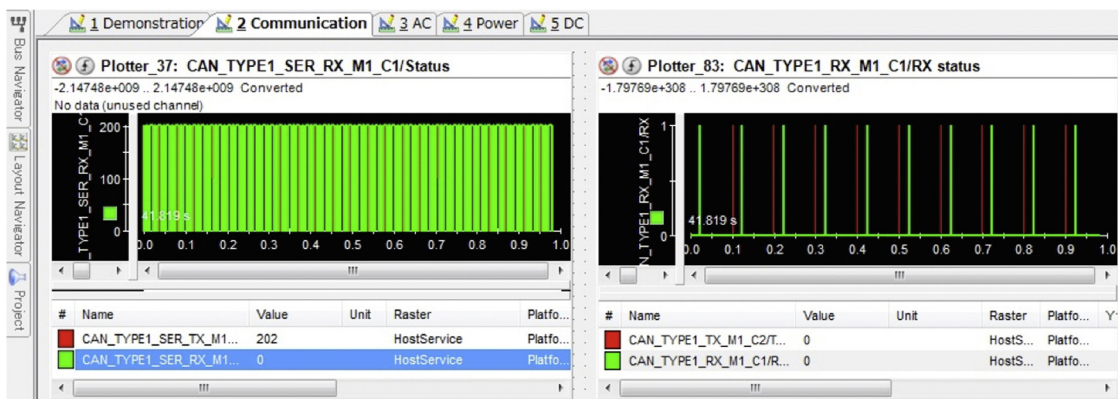 1 Demonstration 2 Communication 3 AC 4 Power 5 DC
Bus Navigator
Layout Navigator
Project
Plotter_37: CAN_TYPE1_SER_RX_M1_C1/Status
-2.14748e+009 .. 2.14748e+009 Converted
No data (unused channel)
_TYPE1_SER_RX_M1_C1
200
100
0
41.819 s
0.0 0.1 0.2 0.3 0.4 0.5 0.6 0.7 0.8 0.9 1.0
# Name Value Unit Raster Platfo...
CAN_TYPE1_SER_TX_M1... 202 HostService Platfo...
CAN_TYPE1_SER_RX_M1... 0 HostService Platfo...
Plotter_83: CAN_TYPE1_RX_M1_C1/RX status
-1.79769e+308 .. 1.79769e+308 Converted
N_TYPE1_RX_M1_C1/RX
1
0
41.819 s
0.0 0.1 0.2 0.3 0.4 0.5 0.6 0.7 0.8 0.9 1.0
# Name Value Unit Raster Platfo... Y
CAN_TYPE1_TX_M1_C2/T... 0 HostS... Platfo...
CAN_TYPE1_RX_M1_C1/R... 0 HostS... Platfo...